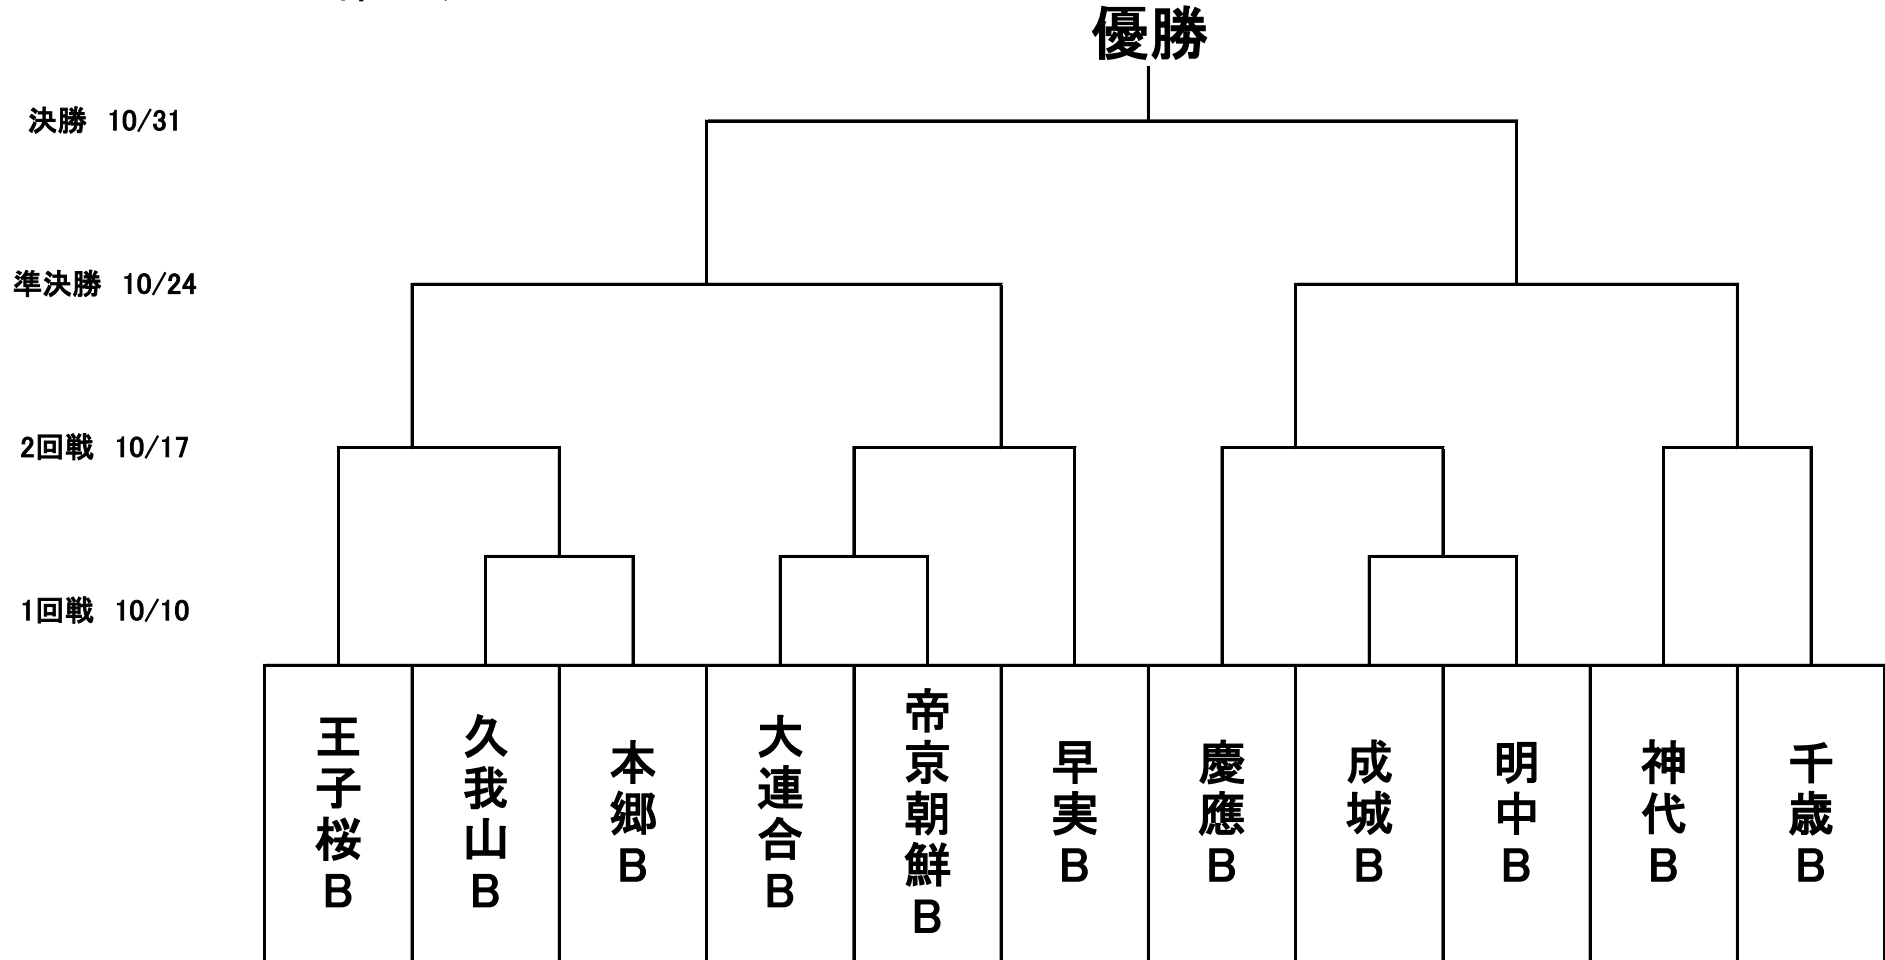 優勝
決勝 10/31
準決勝 10/24
2回戦 10/17
1回戦 10/10
王子桜B
久我山B
本郷B
大連合B
帝京朝鮮B
早実B
慶應B
成城B
明中B
神代B
千歳B